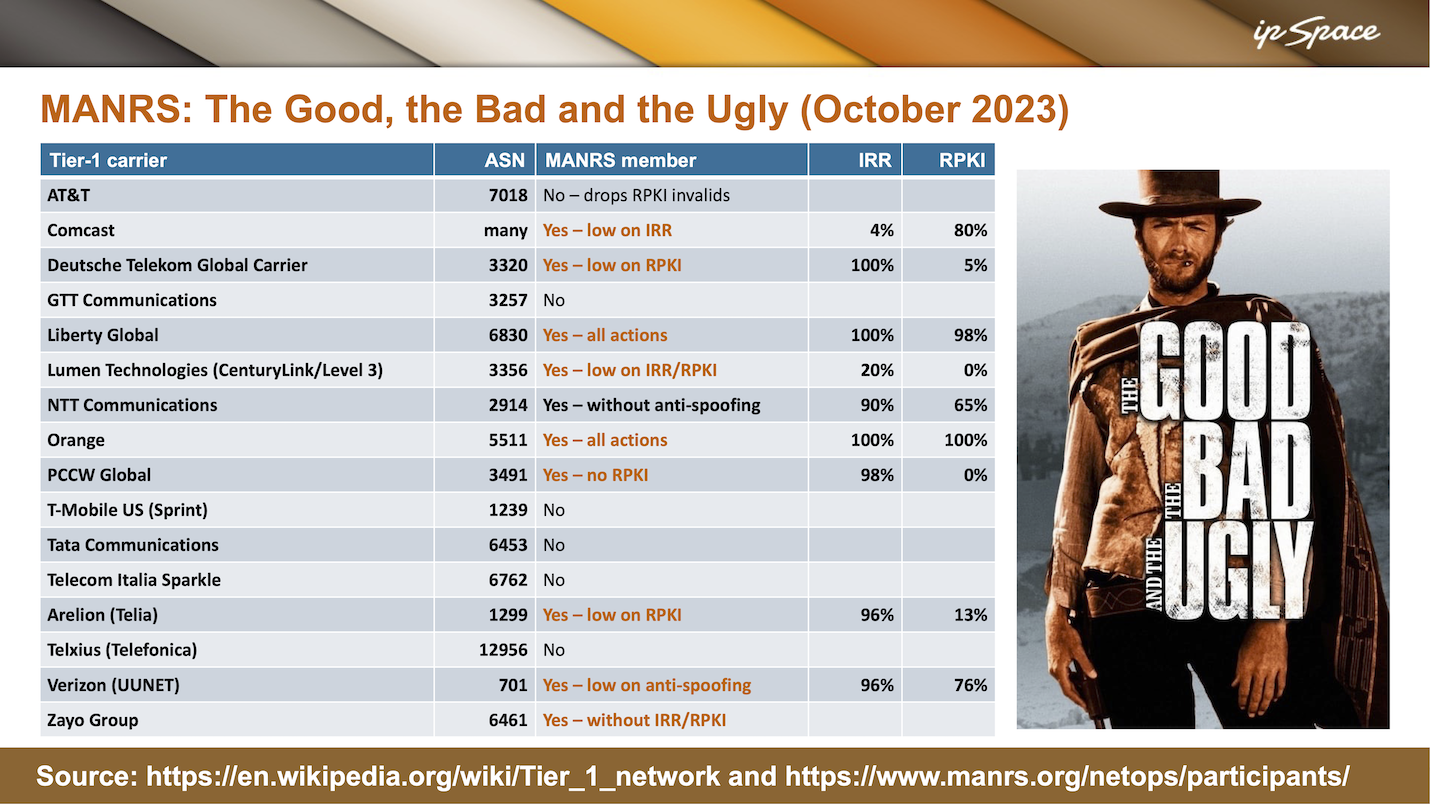 ipSpace
MANRS: The Good, the Bad and the Ugly (October 2023)
Tier-1 carrier ASN MANRS member IRR RPKI
AT&T 7018 No – drops RPKI invalids
Comcast many Yes – low on IRR 4% 80%
Deutsche Telekom Global Carrier 3320 Yes – low on RPKI 100% 5%
GTT Communications 3257 No
Liberty Global 6830 Yes – all actions 100% 98%
Lumen Technologies (CenturyLink/Level 3) 3356 Yes – low on IRR/RPKI 20% 0%
NTT Communications 2914 Yes – without anti-spoofing 90% 65%
Orange 5511 Yes – all actions 100% 100%
PCCW Global 3491 Yes – no RPKI 98% 0%
T-Mobile US (Sprint) 1239 No
Tata Communications 6453 No
Telecom Italia Sparkle 6762 No
Arelion (Telia) 1299 Yes – low on RPKI 96% 13%
Telxius (Telefonica) 12956 No
Verizon (UUNET) 701 Yes – low on anti-spoofing 96% 76%
Zayo Group 6461 Yes – without IRR/RPKI
THE GOOD
THE BAD
AND THE UGLY
Source: https://en.wikipedia.org/wiki/Tier_1_network and https://www.manrs.org/netops/participants/